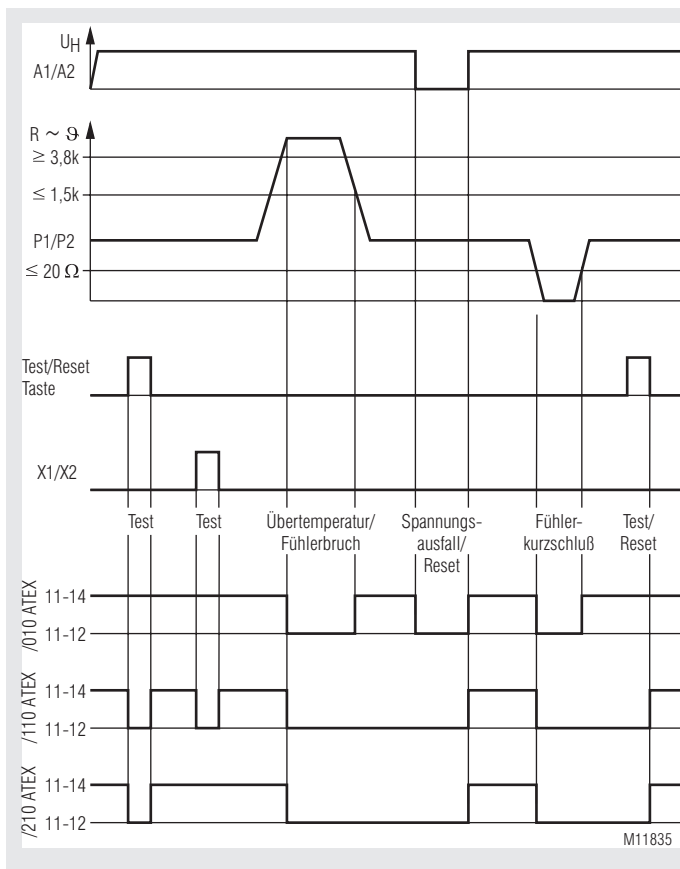 UH
A1/A2
R ~ ϑ
≥ 3,8k
≤ 1,5k
P1/P2
≤ 20 Ω
Test/Reset
Taste
X1/X2
Test
Test
Übertemperatur/
Fühlerbruch
Spannungs-
ausfall/
Reset
Fühler-
kurzschluß
Test/
Reset
/010 ATEX
11-14
11-12
/110 ATEX
11-14
11-12
/210 ATEX
11-14
11-12
M11835